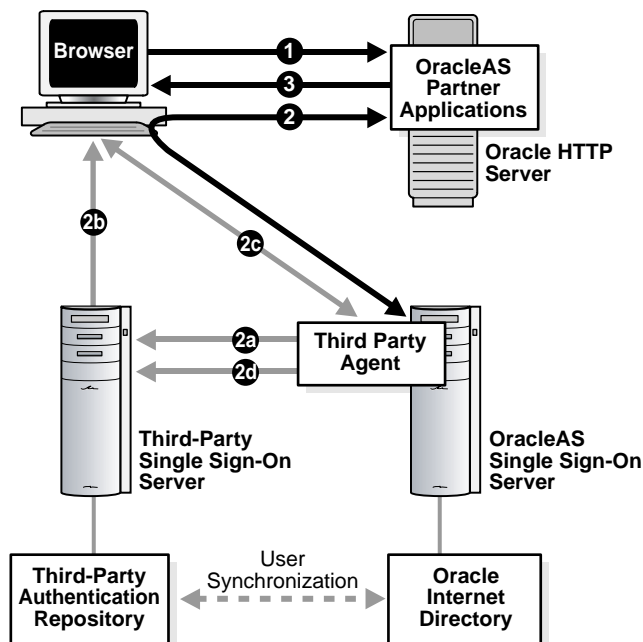 Browser
1
3
2
OracleAS
Partner
Applications
Oracle HTTP
Server
2b
2c
2a
2d
Third Party
Agent
Third-Party
Single Sign-On
Server
OracleAS
Single Sign-On
Server
User
Synchronization
Third-Party
Authentication
Repository
Oracle
Internet
Directory